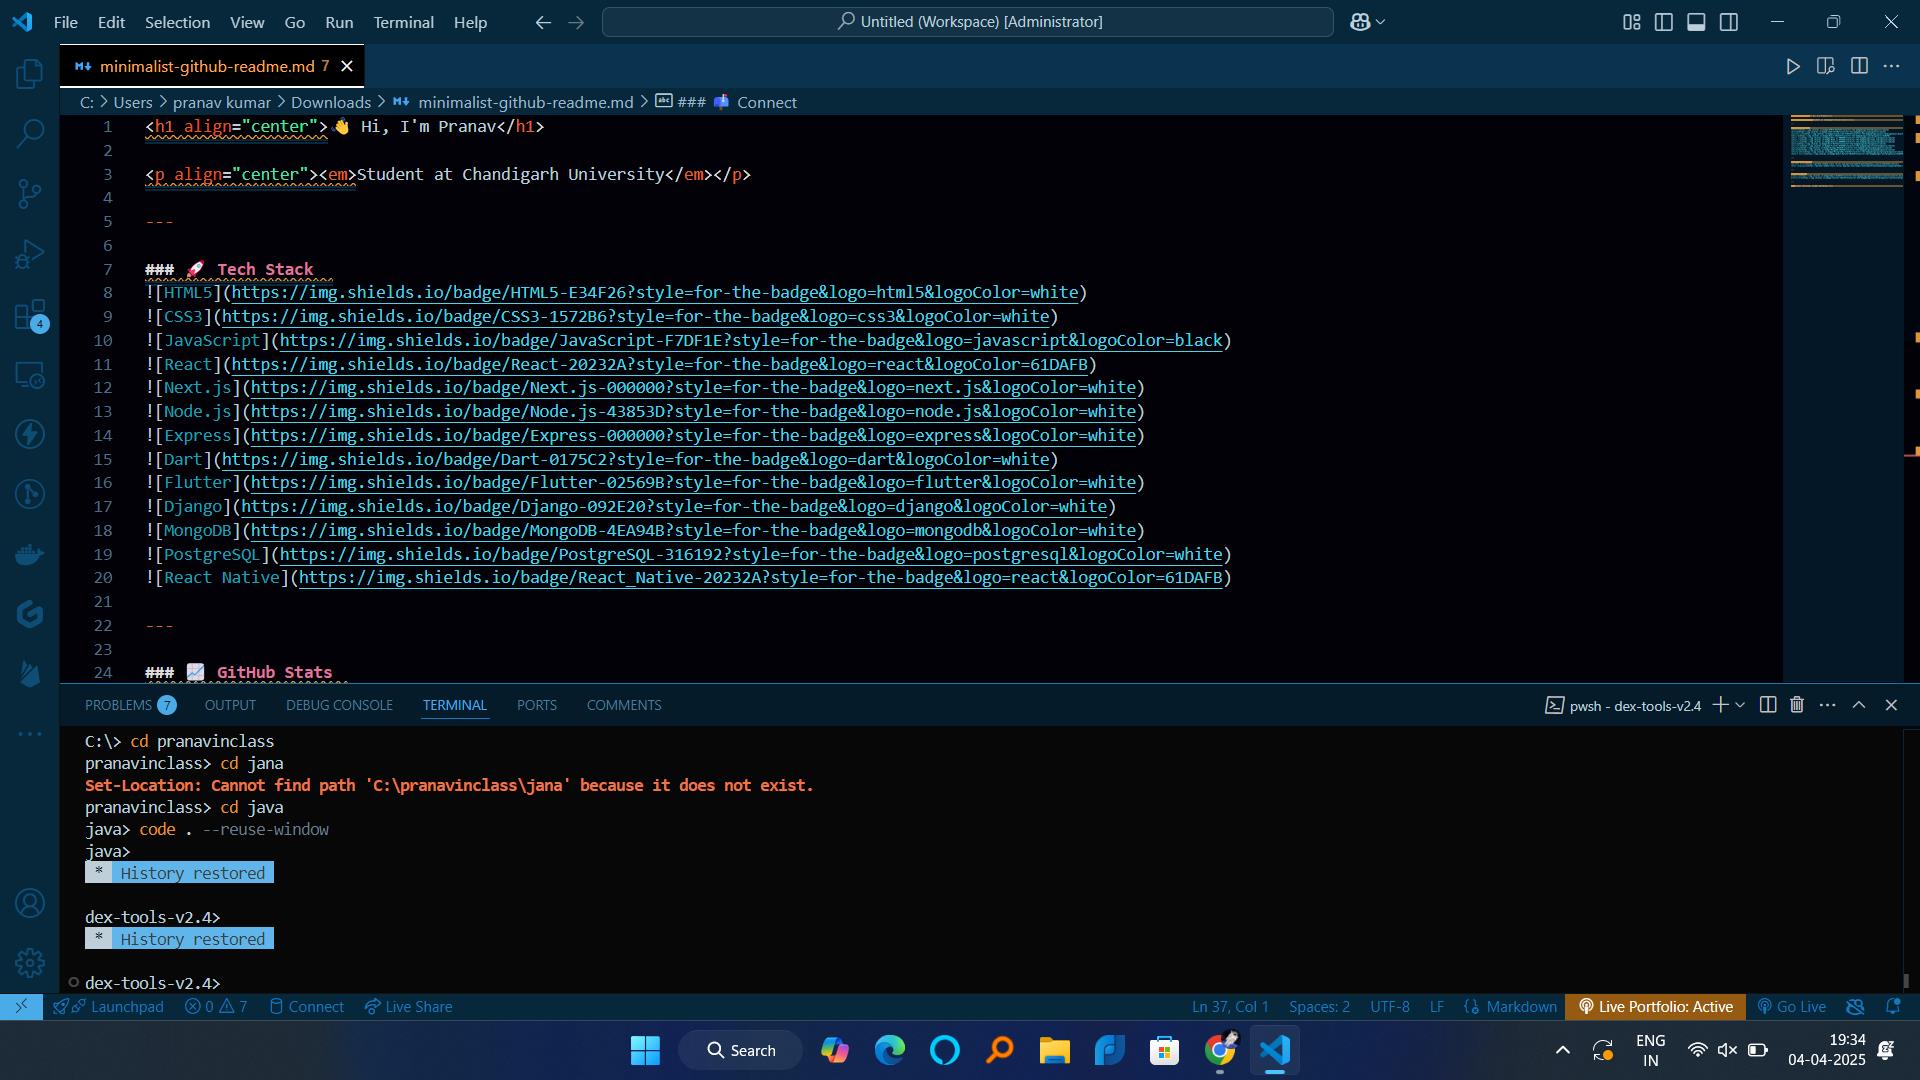 File Edit Selection View Go Run Terminal Help
Untitled (Workspace) [Administrator]
minimalist-github-readme.md 7
C: > Users > pranav kumar > Downloads > minimalist-github-readme.md > ### 📫 Connect
1 <h1 align="center">👋 Hi, I'm Pranav</h1>
2
3 <p align="center"><em>Student at Chandigarh University</em></p>
4
5 ---
6
7 ### 🚀 Tech Stack
8 ![HTML5](https://img.shields.io/badge/HTML5-E34F26?style=for-the-badge&logo=html5&logoColor=white)
9 ![CSS3](https://img.shields.io/badge/CSS3-1572B6?style=for-the-badge&logo=css3&logoColor=white)
10 ![JavaScript](https://img.shields.io/badge/JavaScript-F7DF1E?style=for-the-badge&logo=javascript&logoColor=black)
11 ![React](https://img.shields.io/badge/React-20232A?style=for-the-badge&logo=react&logoColor=61DAFB)
12 ![Next.js](https://img.shields.io/badge/Next.js-000000?style=for-the-badge&logo=next.js&logoColor=white)
13 ![Node.js](https://img.shields.io/badge/Node.js-43853D?style=for-the-badge&logo=node.js&logoColor=white)
14 ![Express](https://img.shields.io/badge/Express-000000?style=for-the-badge&logo=express&logoColor=white)
15 ![Dart](https://img.shields.io/badge/Dart-0175C2?style=for-the-badge&logo=dart&logoColor=white)
16 ![Flutter](https://img.shields.io/badge/Flutter-02569B?style=for-the-badge&logo=flutter&logoColor=white)
17 ![Django](https://img.shields.io/badge/Django-092E20?style=for-the-badge&logo=django&logoColor=white)
18 ![MongoDB](https://img.shields.io/badge/MongoDB-4EA94B?style=for-the-badge&logo=mongodb&logoColor=white)
19 ![PostgreSQL](https://img.shields.io/badge/PostgreSQL-316192?style=for-the-badge&logo=postgresql&logoColor=white)
20 ![React Native](https://img.shields.io/badge/React_Native-20232A?style=for-the-badge&logo=react&logoColor=61DAFB)
21
22 ---
23
24 ### 📈 GitHub Stats
4
PROBLEMS 7 OUTPUT DEBUG CONSOLE TERMINAL PORTS COMMENTS
pwsh - dex-tools-v2.4
C:\> cd pranavinclass
pranavinclass> cd jana
Set-Location: Cannot find path 'C:\pranavinclass\jana' because it does not exist.
pranavinclass> cd java
java> code . --reuse-window
java>
* History restored
dex-tools-v2.4>
* History restored
dex-tools-v2.4>
Launchpad 0 7 Connect Live Share
Ln 37, Col 1 Spaces: 2 UTF-8 LF Markdown Live Portfolio: Active Go Live
Search
ENG
IN
19:34
04-04-2025